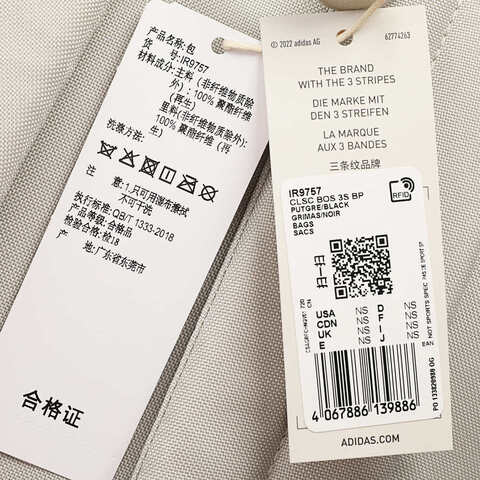 产品名称:包
货 号:IR9757
材料成分:主料（非纤维物质除
外）: 100% 聚酯纤维
（再生）
里料(非纤维物质除外):
100% 聚酯纤维（再
生）
洗涤方法:
注 意:1.只可用湿布擦拭
不可干洗
执行标准:QB/T 1333-2018
产品等级:合格品
检验合格:检18
产 地:广东省东莞市
合格证
© 2022 adidas AG
62774263
THE BRAND
WITH THE 3 STRIPES
DIE MARKE MIT
DEN 3 STREIFEN
LA MARQUE
AUX 3 BANDES
三条纹品牌
IR9757
CLSC BOS 3S BP
PUTGRE/BLACK
GRIMAS/NOIR
BAGS
SACS
RFID
扫一扫
CN
USA NS D NS
CDN NS F NS
UK NS I NS
E NS J NS
EAN
4 067886 139886
ADIDAS.COM